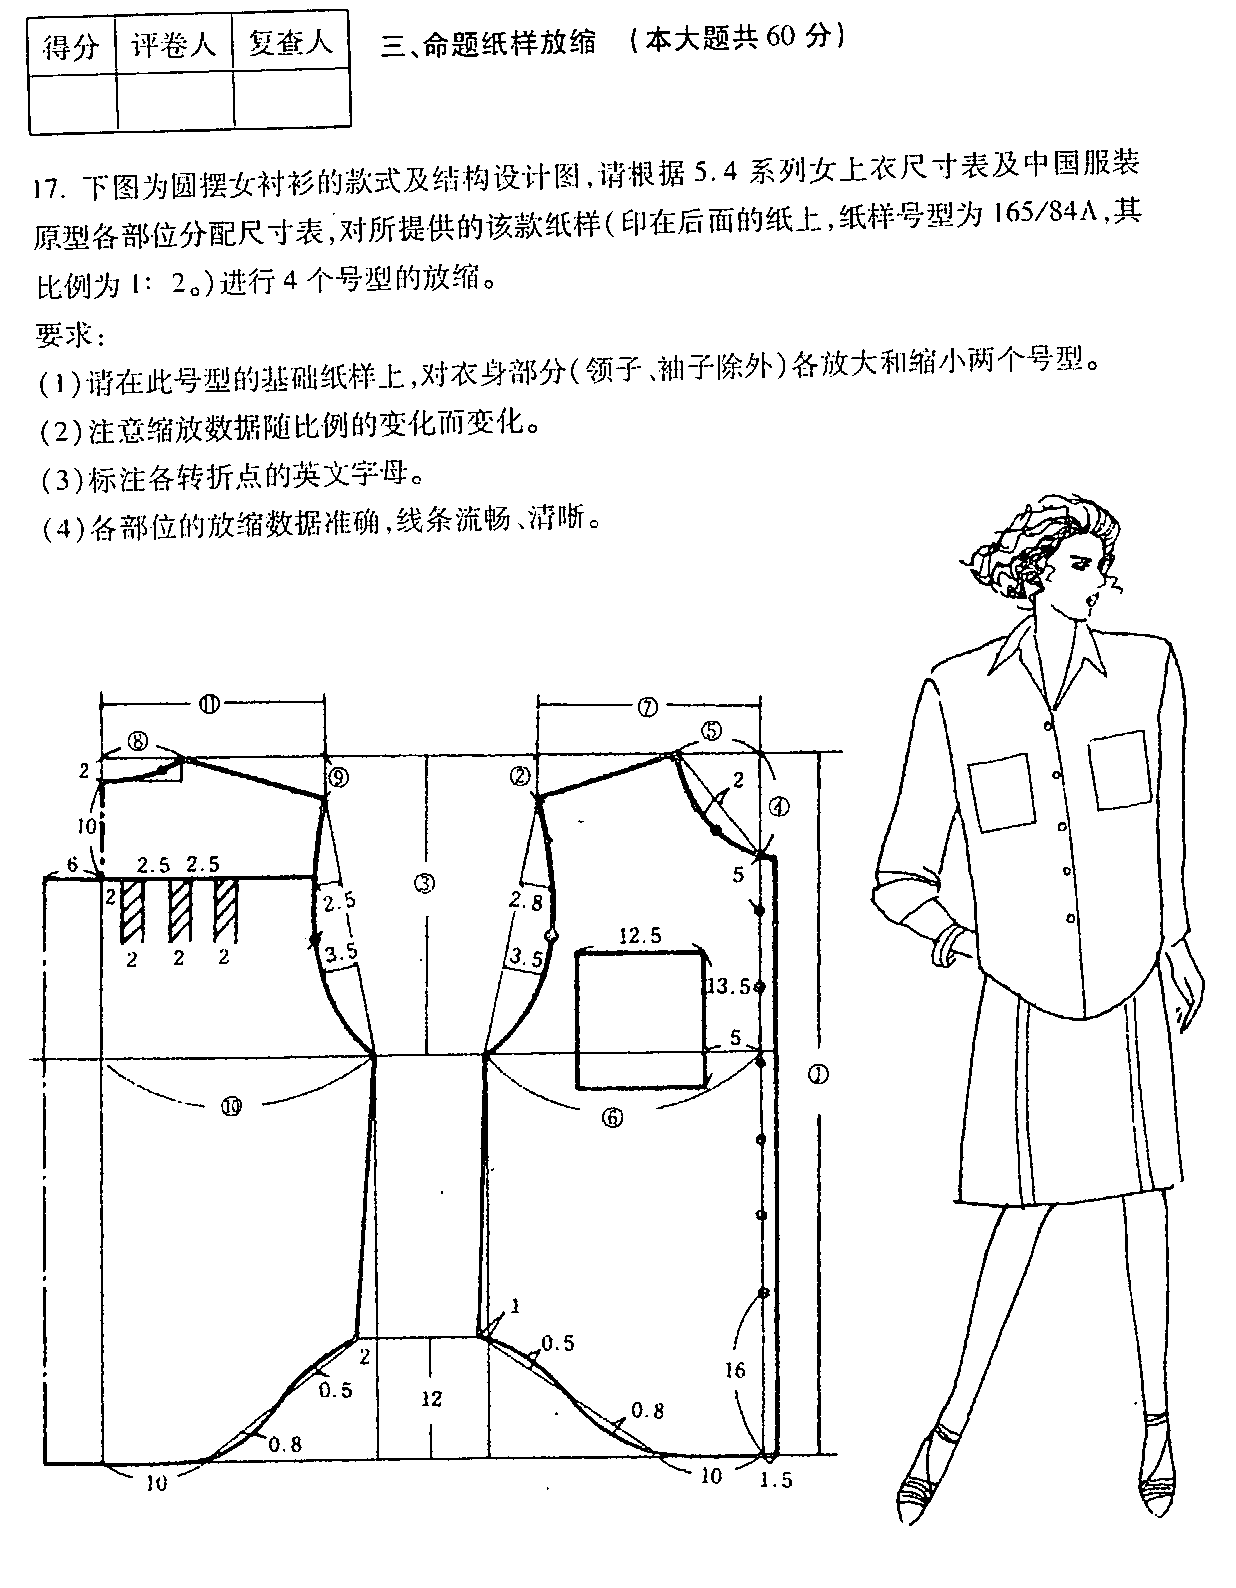 得分 评卷人 复查人
三、命题纸样放缩 (本大题共60分)
17. 下图为圆摆女衬衫的款式及结构设计图,请根据5.4系列女上衣尺寸表及中国服装
原型各部位分配尺寸表,对所提供的该款纸样(印在后面的纸上,纸样号型为165/84A,其
比例为1:2。)进行4个号型的放缩。
要求:
(1)请在此号型的基础纸样上,对衣身部分(领子、袖子除外)各放大和缩小两个号型。
(2)注意缩放数据随比例的变化而变化。
(3)标注各转折点的英文字母。
(4)各部位的放缩数据准确,线条流畅、清晰。
⑪ ⑦
⑧ ⑤
2 ⑨ ② 2 ④
10
6 2.5 2.5 ③ 5
2 2.5 2.8
12.5
2 2 2 3.5 3.5
13.5
5
⑩ ⑥ ①
1
0.5
2 16
0.5 12
0.8
0.8
10 10 1.5